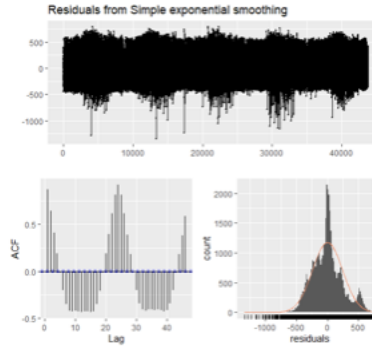 Residuals from Simple exponential smoothing
500
0
-500
-1000
0 10000 20000 30000 40000
ACF
0.5
0.0
-0.5
0 10 20 30 40
Lag
count
2000
1500
1000
500
0
-1000 -500 0 500
residuals